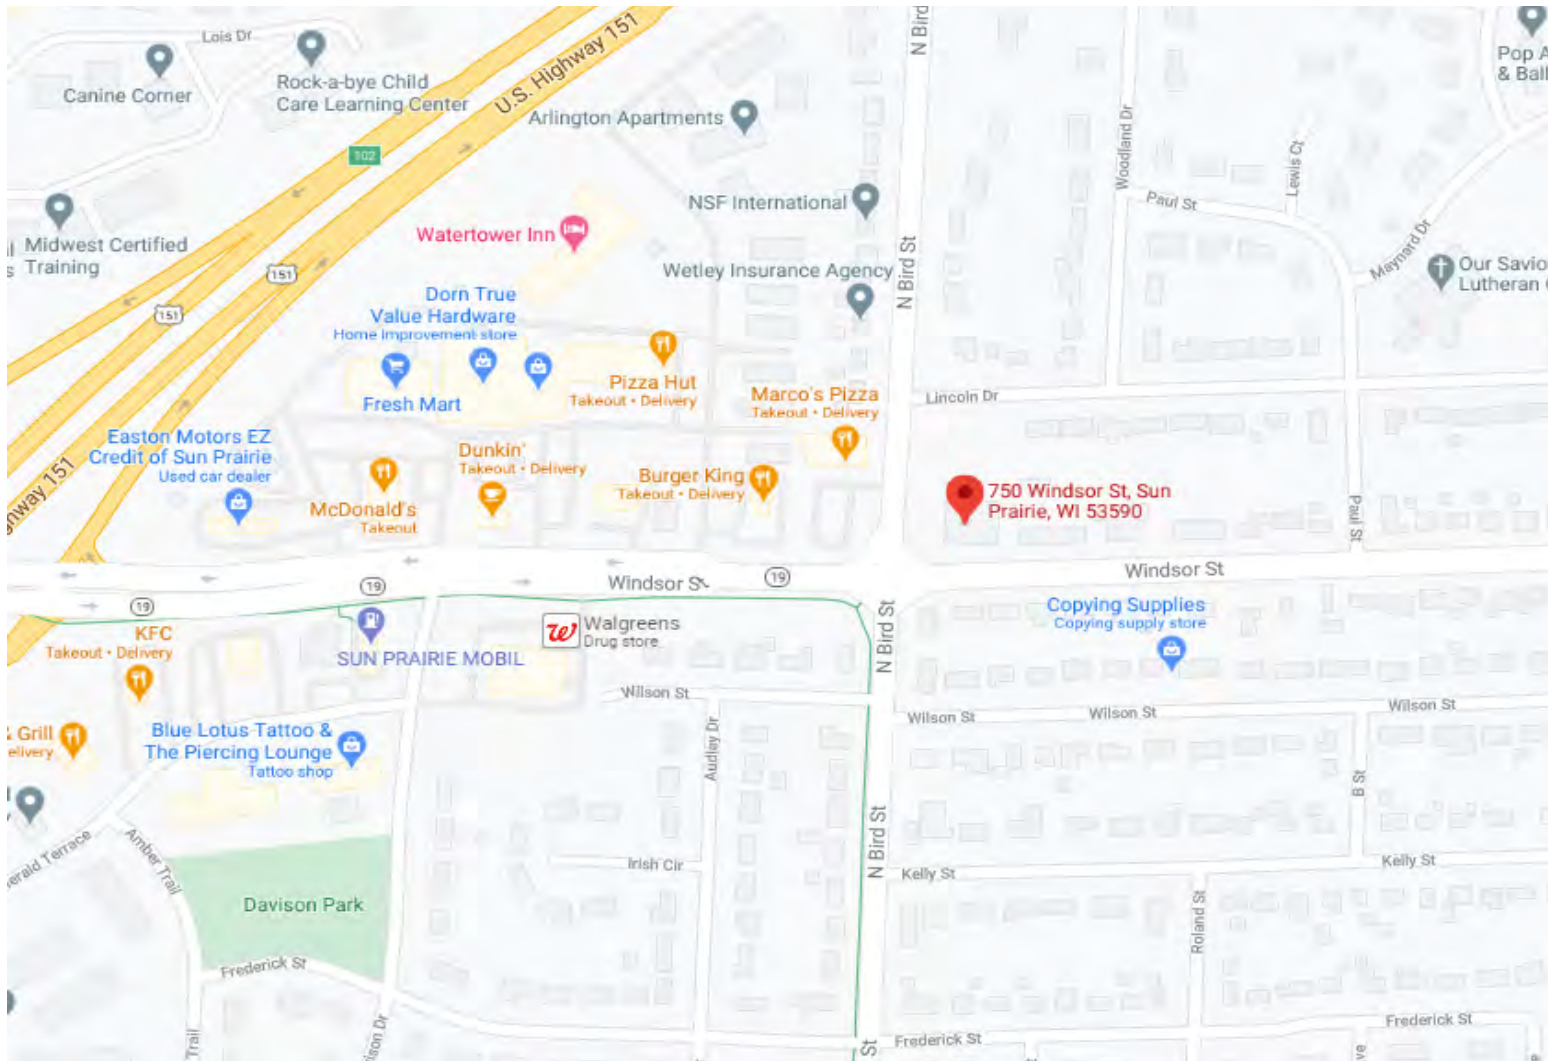 Lois Dr
Canine Corner
Rock-a-bye Child
Care Learning Center
U.S. Highway 151
N Bird
Pop A
& Ball
Arlington Apartments
102
Woodland Dr
Lewis Ct
Paul St
NSF International
Midwest Certified
Training
Watertower Inn
N Bird St
Maynard Dr
Our Savio
Lutheran
151
151
Wetley Insurance Agency
Dorn True
Value Hardware
Home improvement store
Pizza Hut
Takeout • Delivery
Marco's Pizza
Takeout • Delivery
Fresh Mart
Lincoln Dr
Easton Motors EZ
Credit of Sun Prairie
Used car dealer
Dunkin'
Takeout • Delivery
Burger King
Takeout • Delivery
McDonald's
Takeout
ghway 151
750 Windsor St, Sun
Prairie, WI 53590
Paul St
Windsor St
19
Windsor S
19
19
KFC
Takeout • Delivery
SUN PRAIRIE MOBIL
Walgreens
Drug store
N Bird St
Copying Supplies
Copying supply store
Wilson St
Wilson St
Wilson St
Wilson St
& Grill
elivery
Blue Lotus Tattoo &
The Piercing Lounge
Tattoo shop
Audley Dr
B St
N Bird St
erald Terrace
Amber Trail
Irish Cir
Kelly St
Kelly St
Davison Park
Roland St
Frederick St
Frederick St
Frederick St
Trail
ison Dr
St